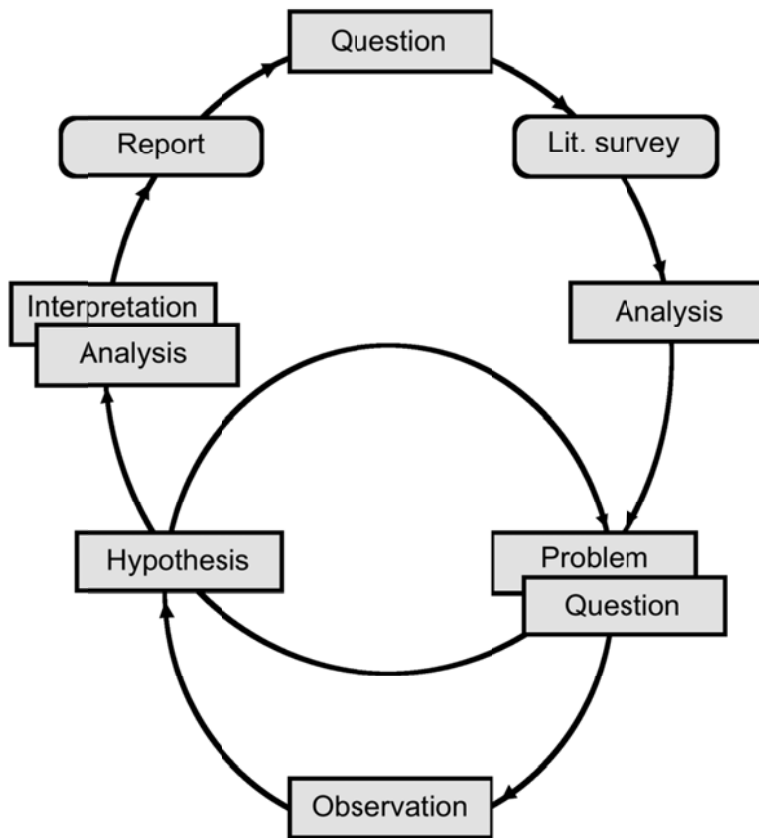 Question
Report
Lit. survey
Interpretation
Analysis
Analysis
Hypothesis
Problem
Question
Observation